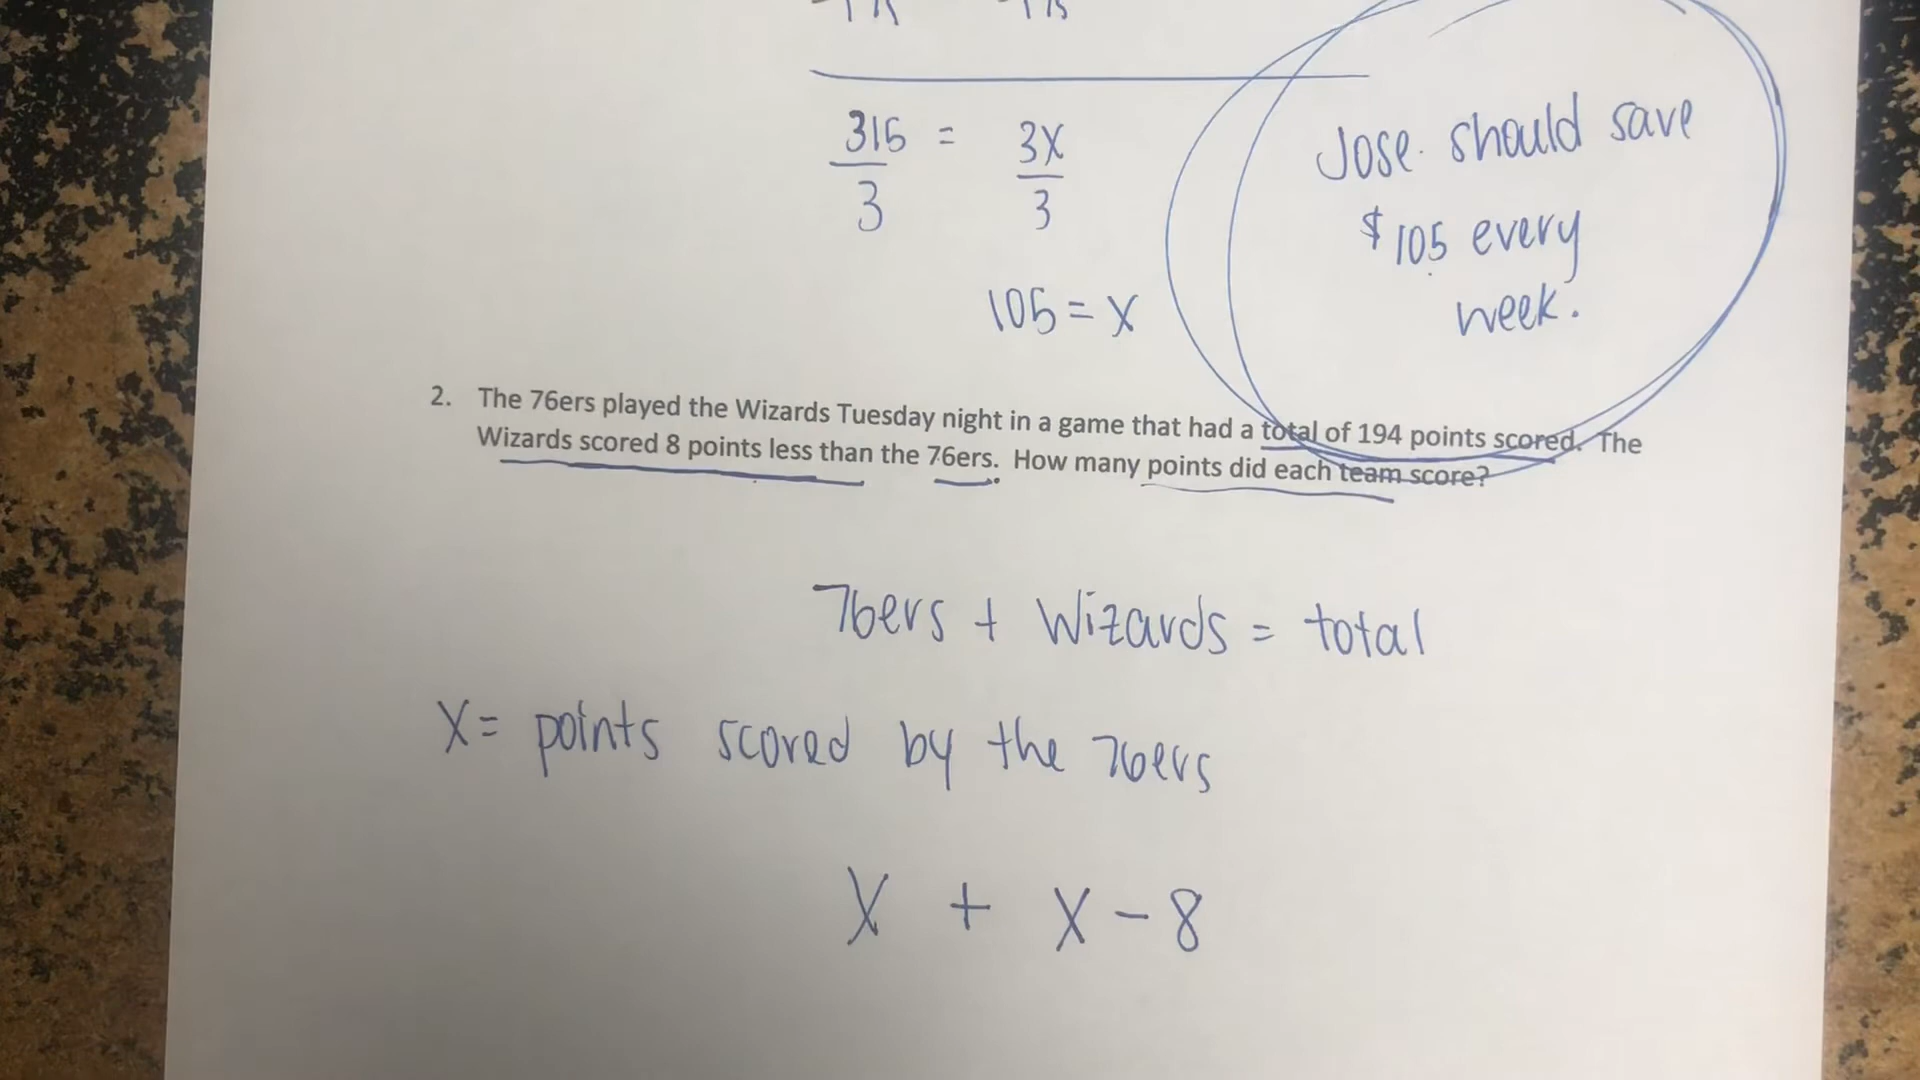 315 = 3X
3 3
105 = X
Jose should save
$105 every
week.
2. The 76ers played the Wizards Tuesday night in a game that had a total of 194 points scored. The
Wizards scored 8 points less than the 76ers. How many points did each team score?
76ers + Wizards = total
X = points scored by the 76ers
X + X - 8